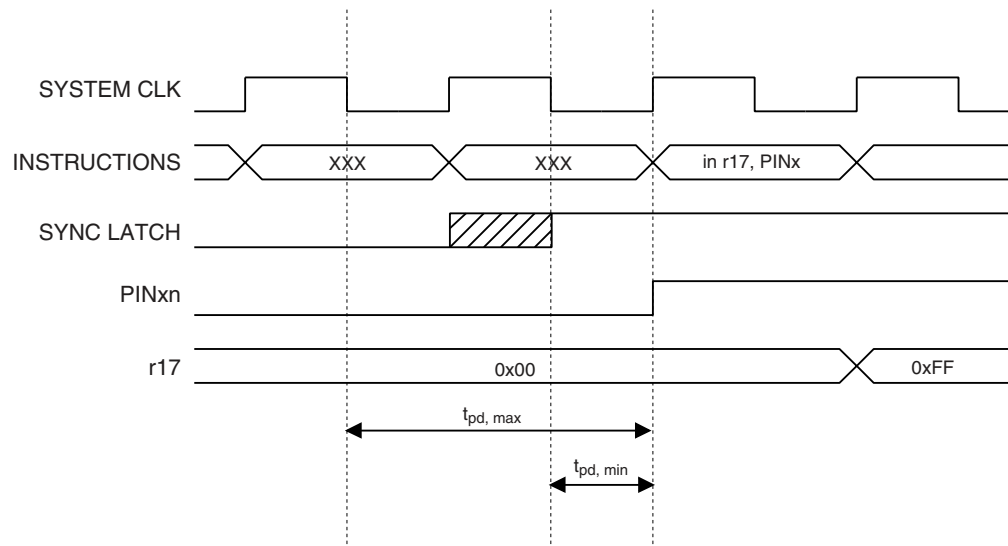 SYSTEM CLK
INSTRUCTIONS XXX XXX in r17, PINx
SYNC LATCH
PINxn
r17 0x00 0xFF
tpd, max
tpd, min